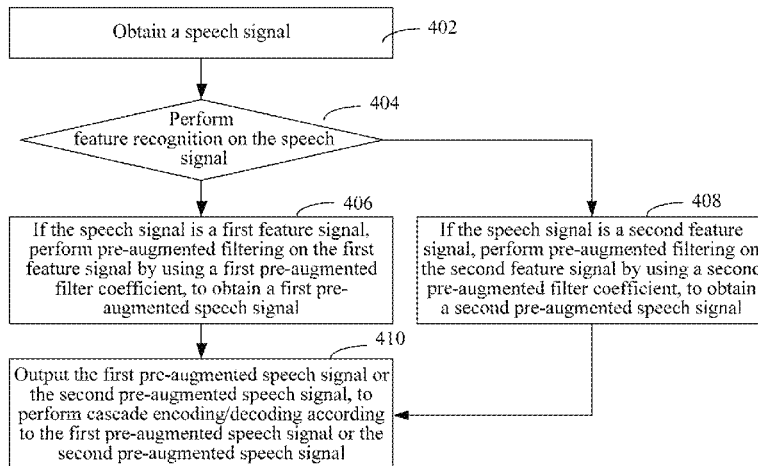 Obtain a speech signal
402
404
Perform
feature recognition on the speech
signal
406
If the speech signal is a first feature signal,
perform pre-augmented filtering on the first
feature signal by using a first pre-augmented
filter coefficient, to obtain a first pre-
augmented speech signal
408
If the speech signal is a second feature
signal, perform pre-augmented filtering on
the second feature signal by using a second
pre-augmented filter coefficient, to obtain
a second pre-augmented speech signal
410
Output the first pre-augmented speech signal or
the second pre-augmented speech signal, to
perform cascade encoding/decoding according
to the first pre-augmented speech signal or the
second pre-augmented speech signal